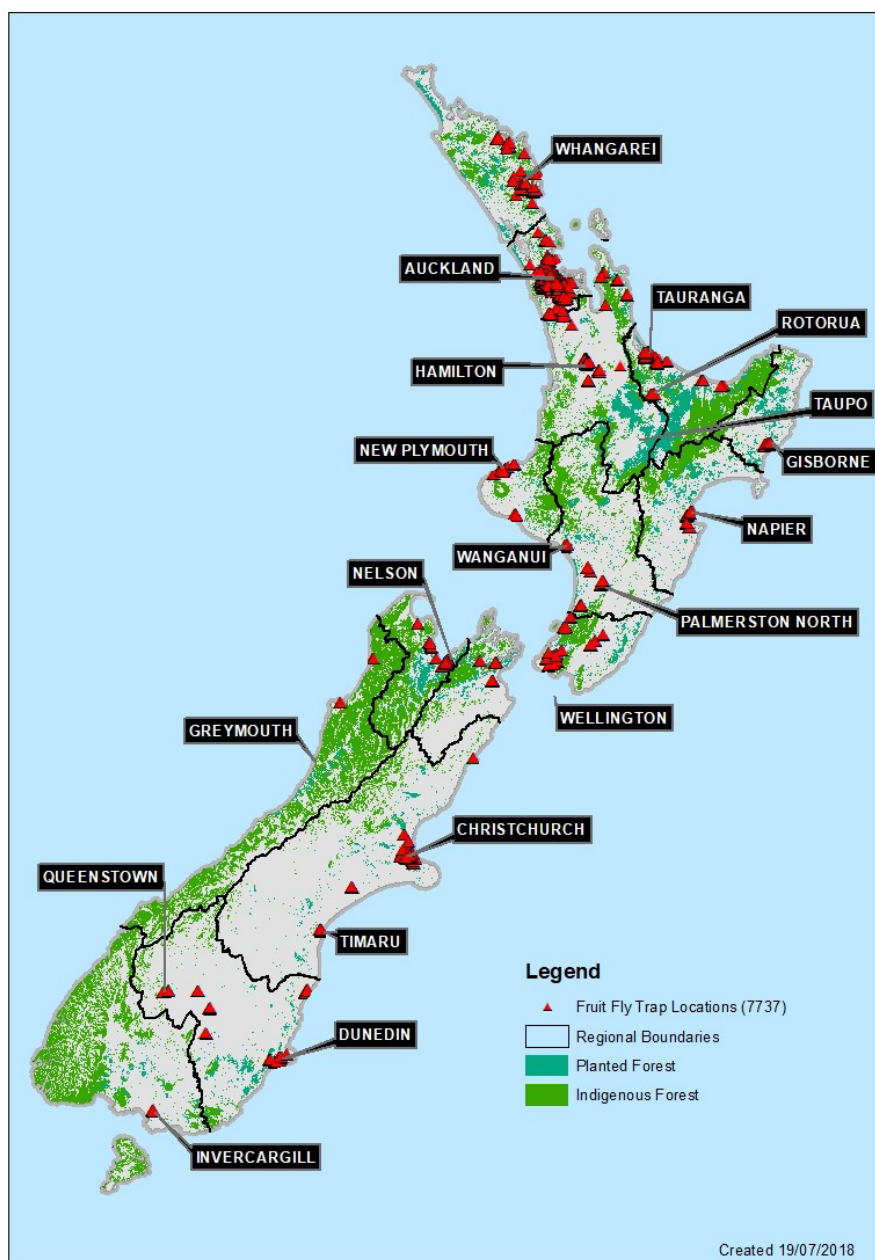 WHANGAREI
AUCKLAND
TAURANGA
ROTORUA
HAMILTON
TAUPO
NEW PLYMOUTH
GISBORNE
NAPIER
WANGANUI
NELSON
PALMERSTON NORTH
WELLINGTON
GREYMOUTH
CHRISTCHURCH
QUEENSTOWN
TIMARU
Legend
Fruit Fly Trap Locations (7737)
Regional Boundaries
DUNEDIN
Planted Forest
Indigenous Forest
INVERCARGILL
Created 19/07/2018